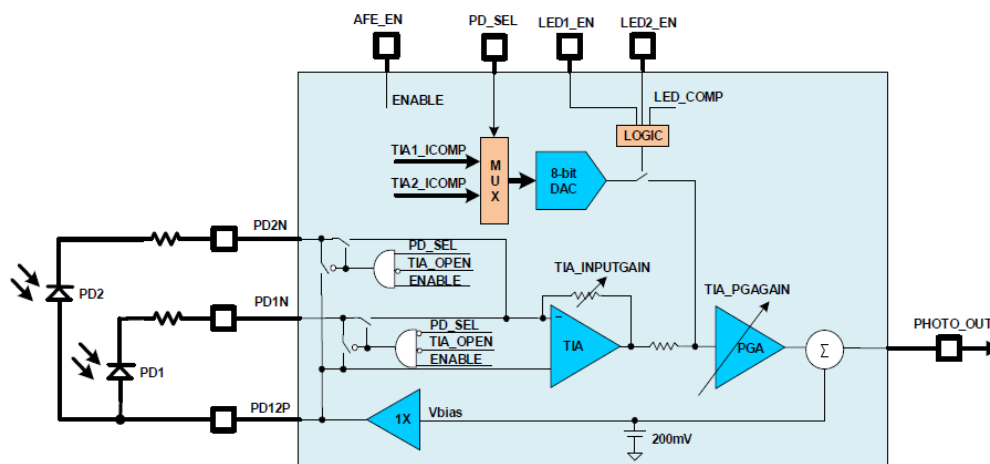 AFE_EN
PD_SEL
LED1_EN
LED2_EN
ENABLE
LED_COMP
LOGIC
TIA1_ICOMP
TIA2_ICOMP
MUX
8-bit
DAC
PD2N
PD_SEL
TIA_OPEN
ENABLE
PD2
TIA_INPUTGAIN
TIA_PGAGAIN
PD1N
PD_SEL
TIA_OPEN
ENABLE
PD1
TIA
PGA
Σ
PHOTO_OUT
PD12P
1X
Vbias
200mV